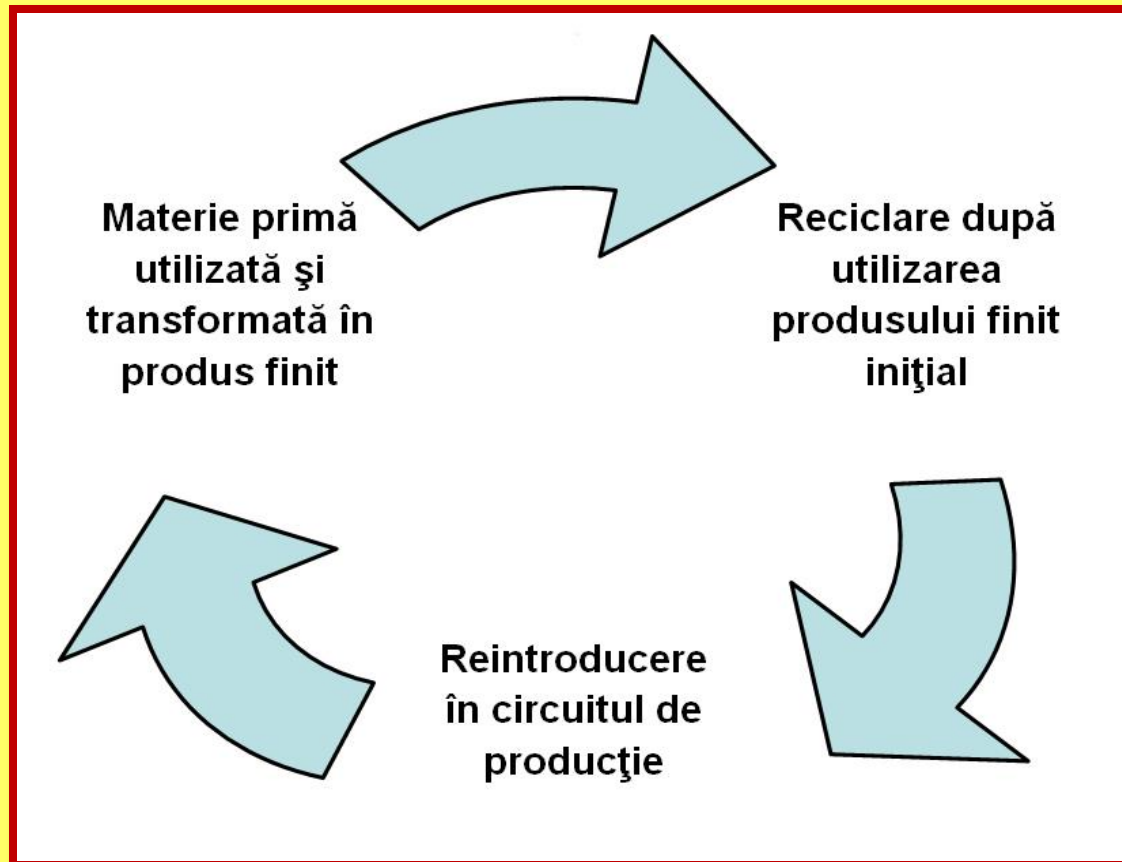 Materie primă
utilizată şi
transformată în
produs finit
Reciclare după
utilizarea
produsului finit
iniţial
Reintroducere
în circuitul de
producţie